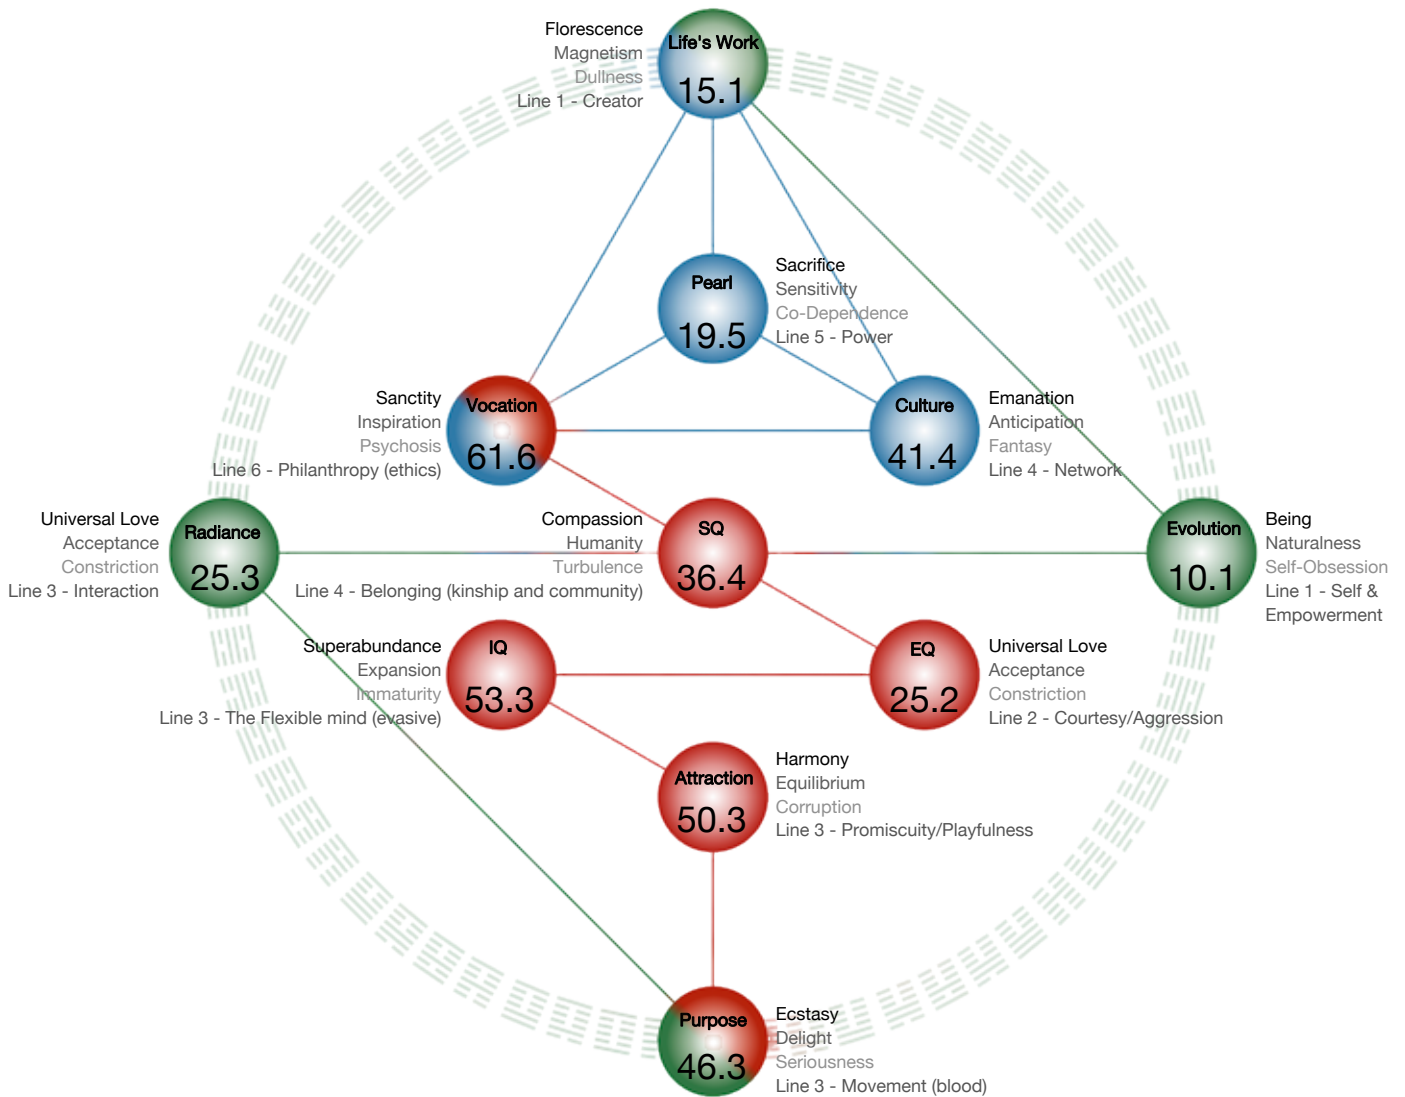 Life's Work
15.1
Florescence
Magnetism
Dullness
Line 1 - Creator
Pearl
19.5
Sacrifice
Sensitivity
Co-Dependence
Line 5 - Power
Sanctity
Inspiration
Psychosis
Line 6 - Philanthropy (ethics)
Vocation
61.6
Culture
41.4
Emanation
Anticipation
Fantasy
Line 4 - Network
Universal Love
Acceptance
Constriction
Line 3 - Interaction
Radiance
25.3
Compassion
Humanity
Turbulence
Line 4 - Belonging (kinship and community)
SQ
36.4
Evolution
10.1
Being
Naturalness
Self-Obsession
Line 1 - Self &
Empowerment
Superabundance
Expansion
Immaturity
Line 3 - The Flexible mind (evasive)
IQ
53.3
EQ
25.2
Universal Love
Acceptance
Constriction
Line 2 - Courtesy/Aggression
Attraction
50.3
Harmony
Equilibrium
Corruption
Line 3 - Promiscuity/Playfulness
Purpose
46.3
Ecstasy
Delight
Seriousness
Line 3 - Movement (blood)